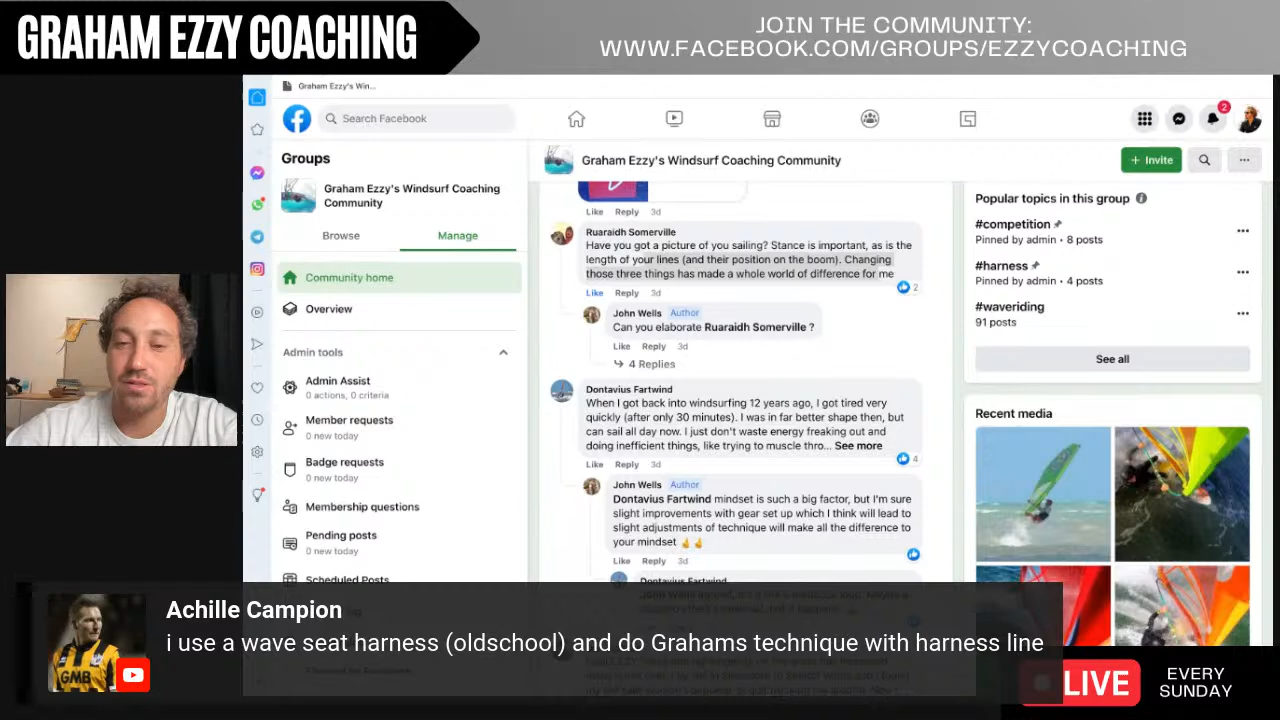 GRAHAM EZZY COACHING
JOIN THE COMMUNITY:
WWW.FACEBOOK.COM/GROUPS/EZZYCOACHING
Graham Ezzy's Win...
Search Facebook
2
Groups
Graham Ezzy's Windsurf Coaching
Community
Browse
Manage
Community home
Overview
Admin tools
Admin Assist
0 actions, 0 criteria
Member requests
0 new today
Badge requests
0 new today
Membership questions
Pending posts
0 new today
Scheduled Posts
Graham Ezzy's Windsurf Coaching Community
+ Invite
Like Reply 3d
Ruaraidh Somerville
Have you got a picture of you sailing? Stance is important, as is the
length of your lines (and their position on the boom). Changing
those three things has made a whole world of difference for me
2
Like Reply 3d
John Wells Author
Can you elaborate Ruaraidh Somerville ?
Like Reply 3d
4 Replies
Dontavius Fartwind
When I got back into windsurfing 12 years ago, I got tired very
quickly (after only 30 minutes). I was in far better shape then, but
can sail all day now. I just don't waste energy freaking out and
doing inefficient things, like trying to muscle thro... See more
4
Like Reply 3d
John Wells Author
Dontavius Fartwind mindset is such a big factor, but I'm sure
slight improvements with gear set up which I think will lead to
slight adjustments of technique will make all the difference to
your mindset 🤞🤞
Like Reply 3d
Dontavius Fartwind
Popular topics in this group
#competition
Pinned by admin • 8 posts
#harness
Pinned by admin • 4 posts
#waveriding
91 posts
See all
Recent media
GMB
Achille Campion
i use a wave seat harness (oldschool) and do Grahams technique with harness line
LIVE
EVERY
SUNDAY